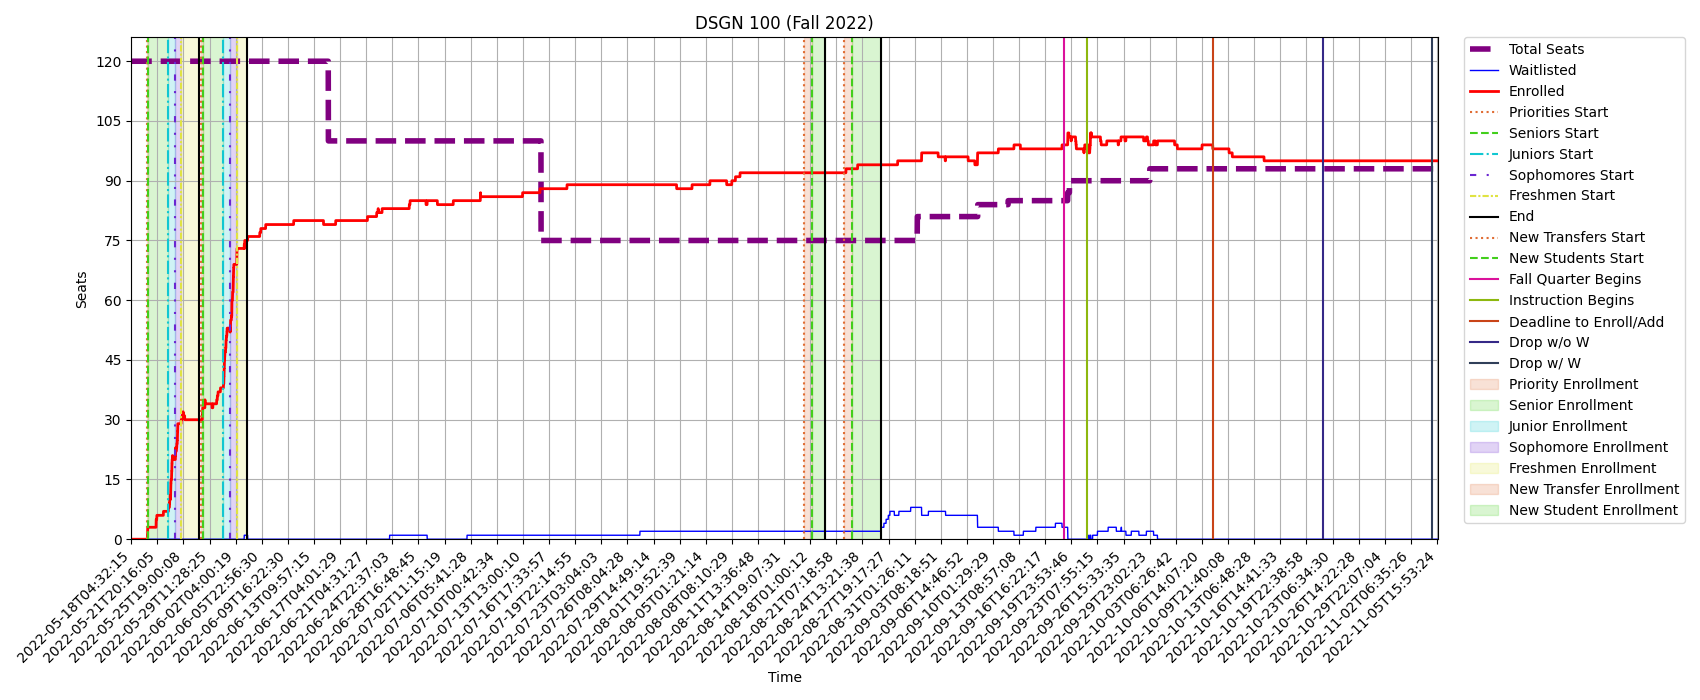 DSGN 100 (Fall 2022)
Seats
120
105
90
75
60
45
30
15
0
2022-05-18T04:32:15
2022-05-21T20:16:05
2022-05-25T19:00:08
2022-05-29T11:28:25
2022-06-02T04:00:19
2022-06-05T22:56:30
2022-06-09T16:22:30
2022-06-13T09:57:15
2022-06-17T04:01:29
2022-06-21T04:31:27
2022-06-24T22:37:03
2022-06-28T16:48:45
2022-07-02T11:15:19
2022-07-06T05:41:28
2022-07-10T00:42:34
2022-07-13T13:00:10
2022-07-16T17:33:57
2022-07-19T22:14:55
2022-07-23T03:04:03
2022-07-26T08:04:28
2022-07-29T14:49:14
2022-08-01T19:52:39
2022-08-05T01:21:14
2022-08-08T08:10:29
2022-08-11T13:36:48
2022-08-14T19:07:31
2022-08-18T01:00:12
2022-08-21T07:18:58
2022-08-24T13:21:38
2022-08-27T19:17:27
2022-08-31T01:26:11
2022-09-03T08:18:51
2022-09-06T14:46:52
2022-09-10T01:29:29
2022-09-13T08:57:08
2022-09-16T16:22:17
2022-09-19T23:53:46
2022-09-23T07:55:15
2022-09-26T15:33:35
2022-09-29T23:02:23
2022-10-03T06:26:42
2022-10-06T14:07:20
2022-10-09T21:40:08
2022-10-13T06:48:28
2022-10-16T14:41:33
2022-10-19T22:38:58
2022-10-23T06:34:30
2022-10-26T14:22:28
2022-10-29T22:07:04
2022-11-02T06:35:26
2022-11-05T15:53:24
Time
Total Seats
Waitlisted
Enrolled
Priorities Start
Seniors Start
Juniors Start
Sophomores Start
Freshmen Start
End
New Transfers Start
New Students Start
Fall Quarter Begins
Instruction Begins
Deadline to Enroll/Add
Drop w/o W
Drop w/ W
Priority Enrollment
Senior Enrollment
Junior Enrollment
Sophomore Enrollment
Freshmen Enrollment
New Transfer Enrollment
New Student Enrollment